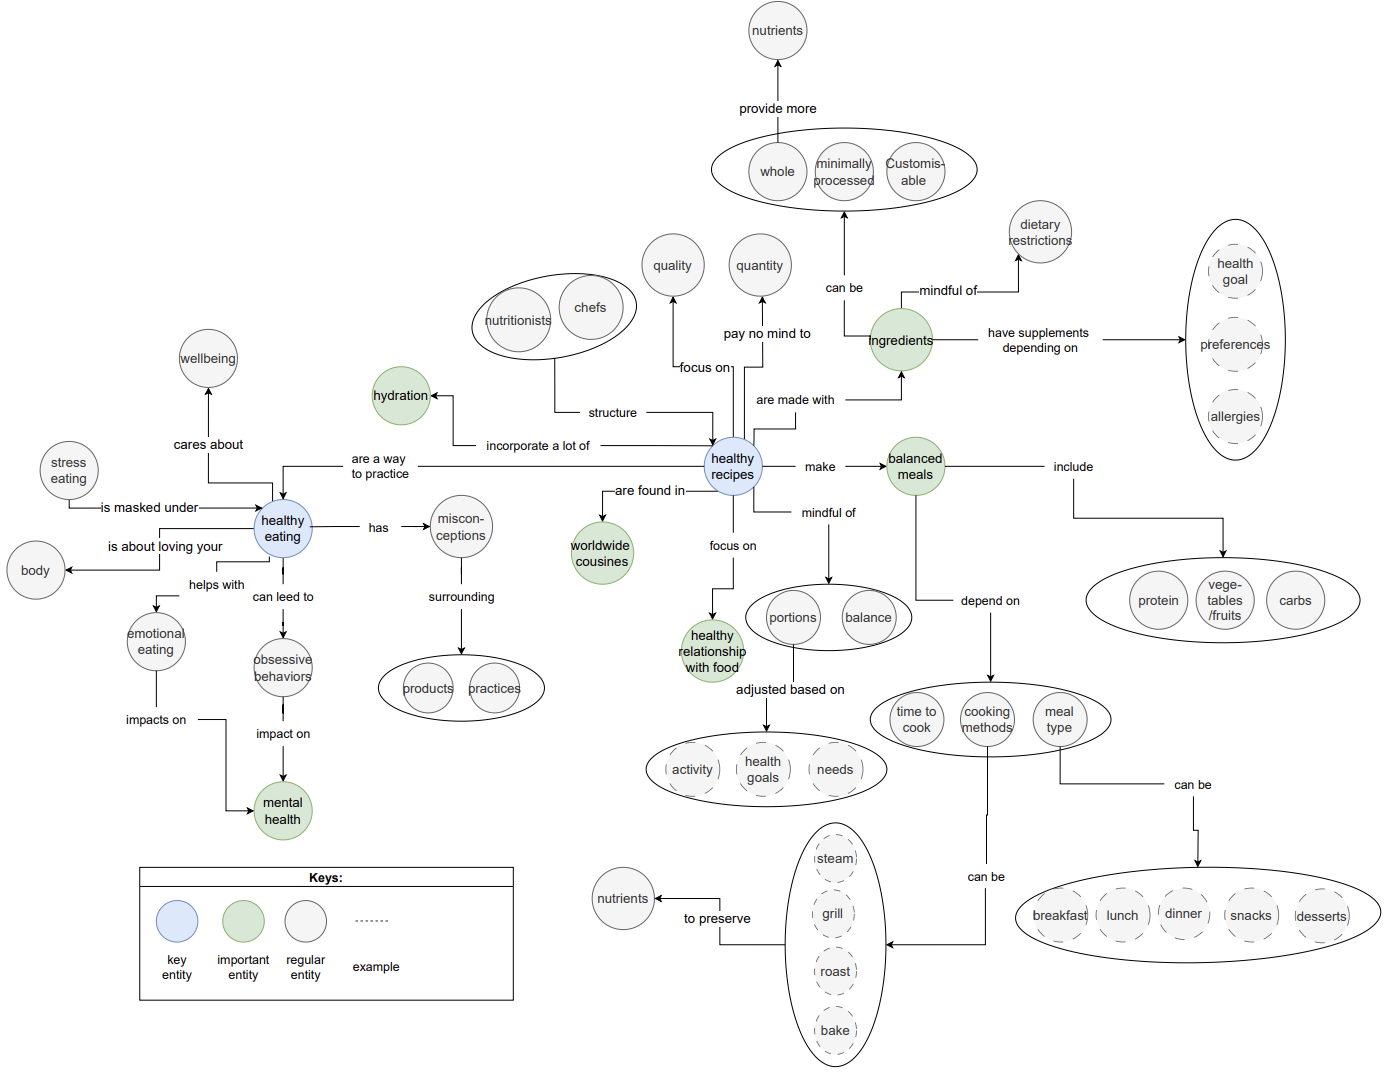 nutrients
provide more
whole
minimally
processed
Customis-
able
dietary
restrictions
quality
quantity
can be
mindful of
health
goal
nutritionists
chefs
pay no mind to
Ingredients
have supplements
depending on
preferences
wellbeing
focus on
hydration
are made with
structure
allergies
cares about
incorporate a lot of
stress
eating
are a way
to practice
healthy
recipes
make
balanced
meals
include
is masked under
are found in
healthy
eating
has
miscon-
ceptions
mindful of
is about loving your
worldwide
cousines
focus on
body
helps with
can leed to
surrounding
portions
balance
depend on
protein
vege-
tables
/fruits
carbs
emotional
eating
obsessive
behaviors
healthy
relationship
with food
products
practices
adjusted based on
impacts on
impact on
time to
cook
cooking
methods
meal
type
activity
health
goals
needs
can be
mental
health
steam
can be
Keys:
nutrients
to preserve
grill
breakfast
lunch
dinner
snacks
desserts
key
entity
important
entity
regular
entity
example
roast
bake